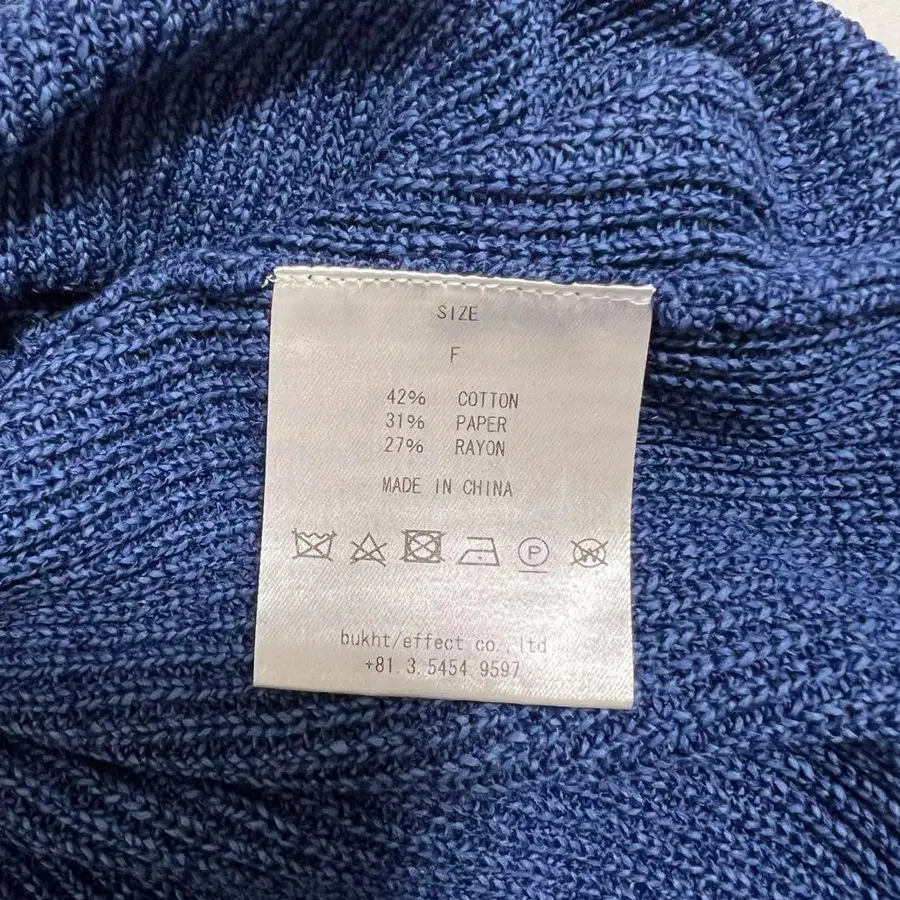 SIZE
F
42% COTTON
31% PAPER
27% RAYON
MADE IN CHINA
P W
bukht/effect co.,ltd
+81.3.5454 9597